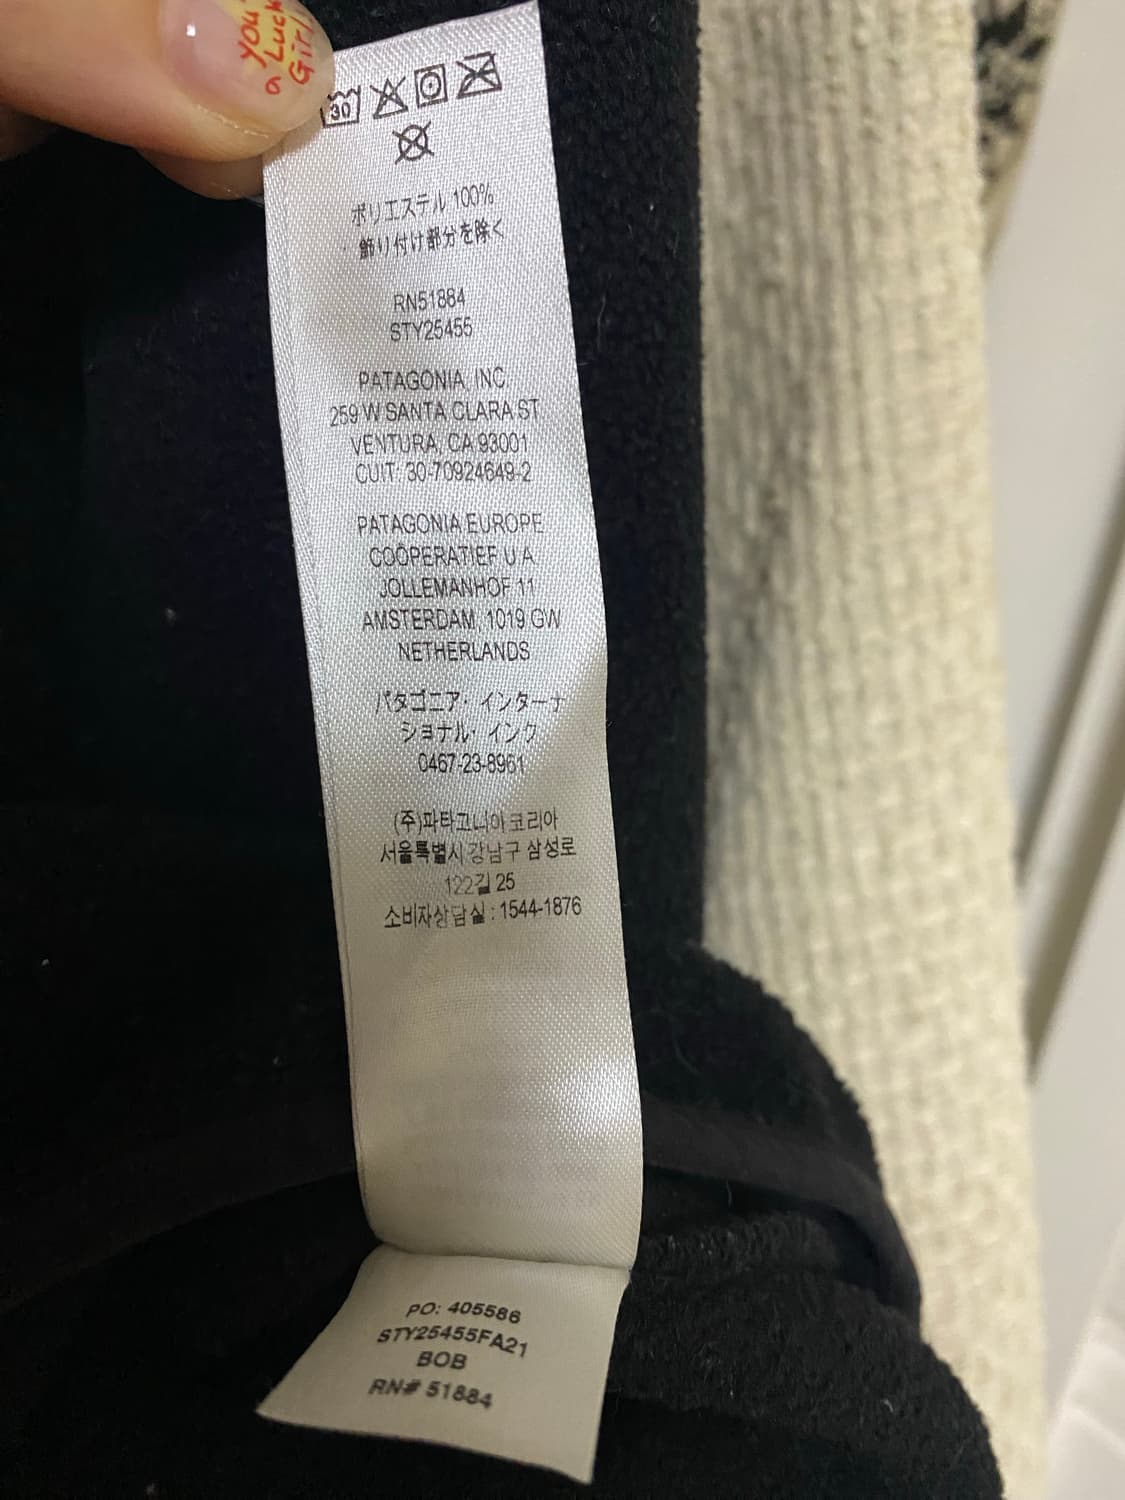 you're
a Lucky
Girl
30
ポリエステル 100%
飾り付け部分を除く
RN51884
STY25455
PATAGONIA, INC.
259 W SANTA CLARA ST
VENTURA, CA 93001
CUIT: 30-70924649-2
PATAGONIA EUROPE
COÖPERATIEF U.A.
JOLLEMANHOF 11
AMSTERDAM, 1019 GW
NETHERLANDS
パタゴニア・インターナ
ショナル・インク
0467-23-8961
(주)파타고니아코리아
서울특별시 강남구 삼성로
122길 25
소비자상담실 : 1544-1876
PO: 405586
STY25455FA21
BOB
RN# 51884